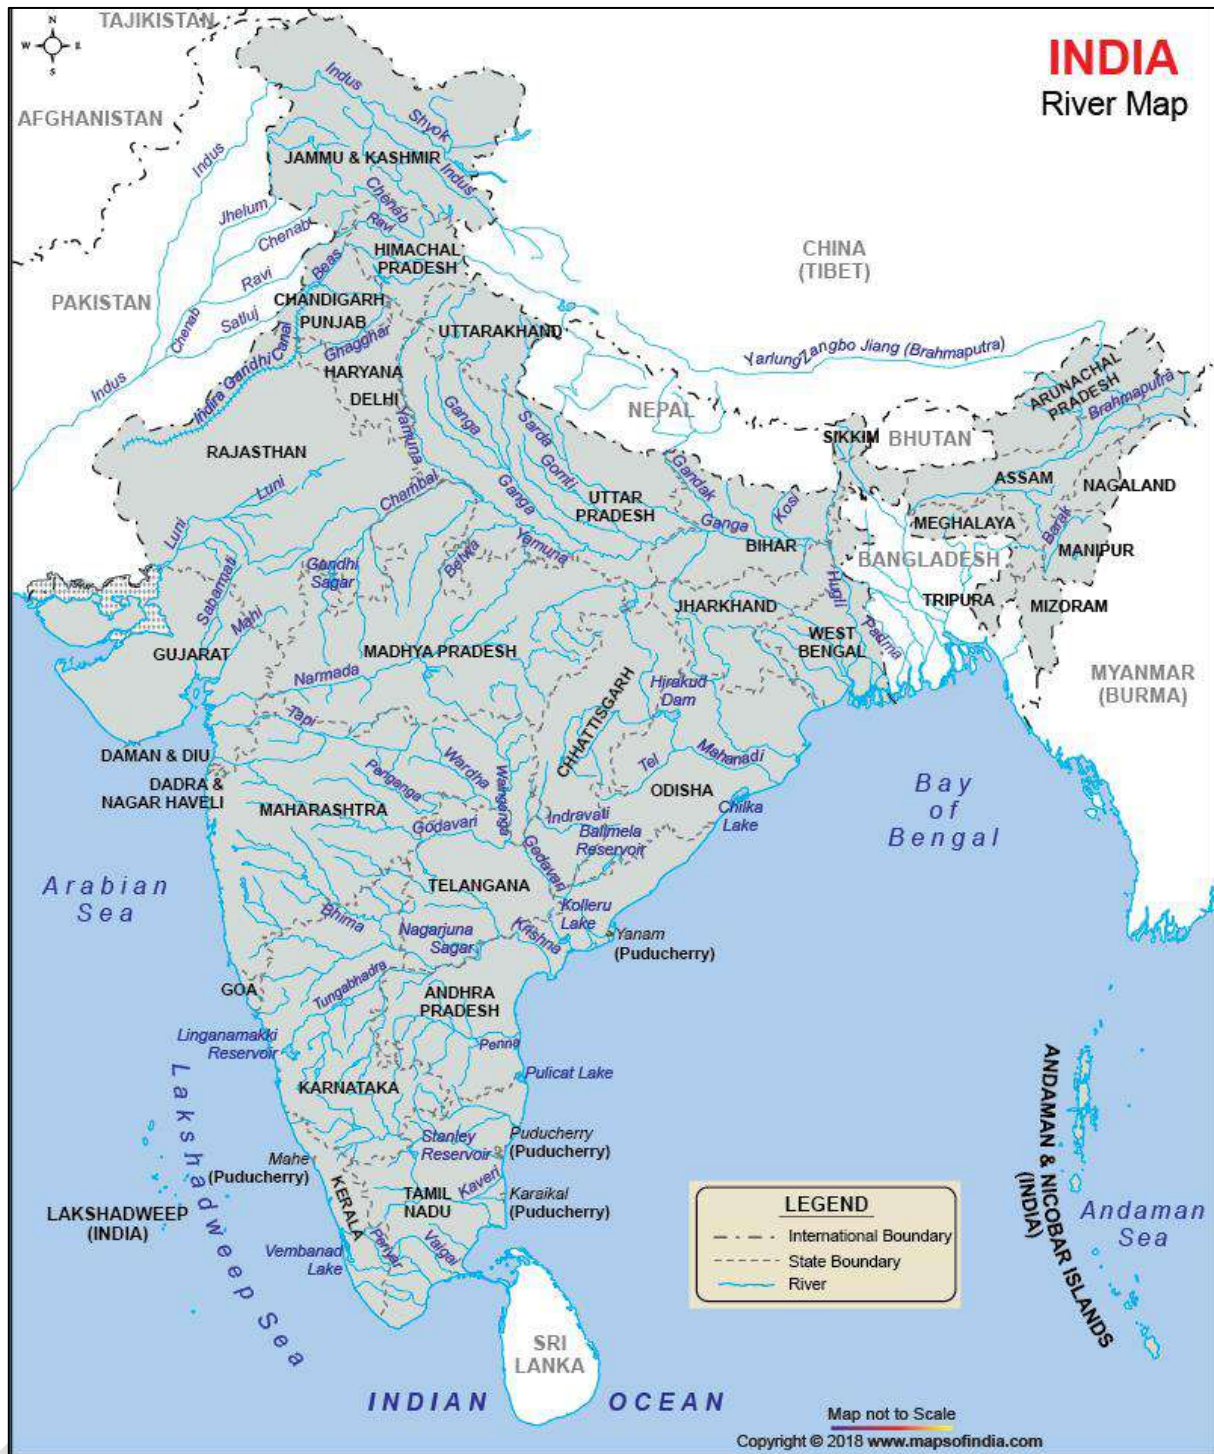 TAJIKISTAN
N
W
E
S
INDIA
River Map
AFGHANISTAN
Indus
Shyok
Indus
JAMMU & KASHMIR
Indus
Chenab
Jhelum
Ravi
Chenab
HIMACHAL
PRADESH
CHINA
(TIBET)
Beas
Ravi
PAKISTAN
CHANDIGARH
Satluj
PUNJAB
Chenab
UTTARAKHAND
Ghagghar
Indira Gandhi Canal
Yarlung Zangbo Jiang (Brahmaputra)
Indus
HARYANA
DELHI
ARUNACHAL
PRADESH
Brahmaputra
NEPAL
Ganga
Sarda
Yamuna
Gomti
SIKKIM
BHUTAN
RAJASTHAN
Gandak
ASSAM
NAGALAND
Luni
Chambal
Ganga
UTTAR
PRADESH
Kosi
Ganga
MEGHALAYA
Barak
Luni
Yamuna
BIHAR
MANIPUR
BANGLADESH
Betwa
Gandhi
Sagar
Sabarmati
Mahi
Hugli
JHARKHAND
TRIPURA
MIZORAM
WEST
BENGAL
Padma
GUJARAT
MADHYA PRADESH
Narmada
Hirakud
Dam
MYANMAR
(BURMA)
CHHATTISGARH
Tapi
DAMAN & DIU
Wardha
Wainganga
Mahanadi
Tel
DADRA &
NAGAR HAVELI
Penganga
ODISHA
Bay
of
Bengal
MAHARASHTRA
Godavari
Indravati
Balimela
Reservoir
Chilka
Lake
Godavari
Arabian
Sea
TELANGANA
Kolleru
Lake
Bhima
Nagarjuna
Sagar
Krishna
Yanam
(Puducherry)
GOA
Tungabhadra
ANDHRA
PRADESH
Linganamakki
Reservoir
Penna
Pulicat Lake
KARNATAKA
Lakshadweep Sea
Stanley
Reservoir
Puducherry
(Puducherry)
Mahe
(Puducherry)
KERALA
TAMIL
NADU
Kaveri
Karaikal
(Puducherry)
LAKSHADWEEP
(INDIA)
Periyar
Vaigai
Vembanad
Lake
ANDAMAN & NICOBAR ISLANDS
(INDIA)
Andaman
Sea
LEGEND
International Boundary
State Boundary
River
SRI
LANKA
INDIAN OCEAN
Map not to Scale
Copyright © 2018 www.mapsofindia.com